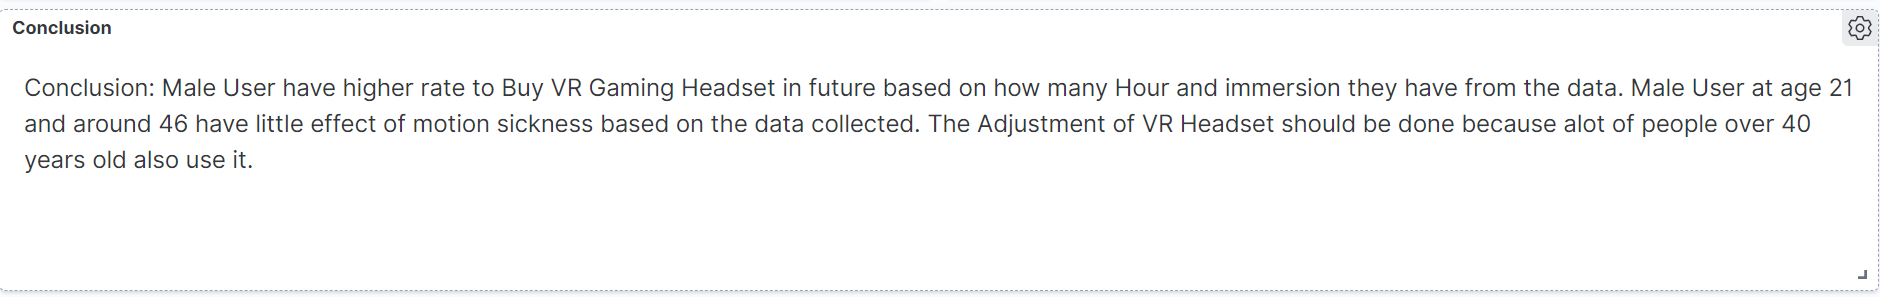 Conclusion
Conclusion: Male User have higher rate to Buy VR Gaming Headset in future based on how many Hour and immersion they have from the data. Male User at age 21
and around 46 have little effect of motion sickness based on the data collected. The Adjustment of VR Headset should be done because alot of people over 40
years old also use it.